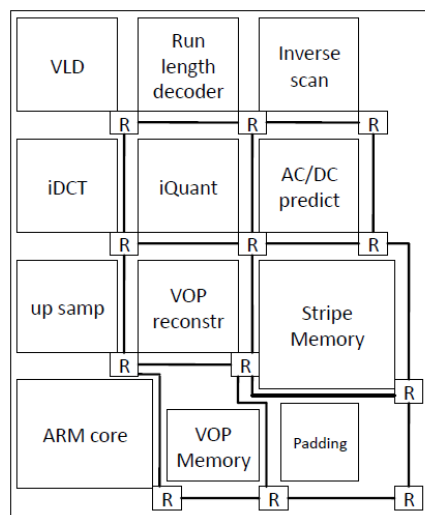 VLD
Run
length
decoder
Inverse
scan
R
R
R
iDCT
iQuant
AC/DC
predict
R
R
R
up samp
VOP
reconstr
Stripe
Memory
R
R
R
ARM core
VOP
Memory
Padding
R
R
R